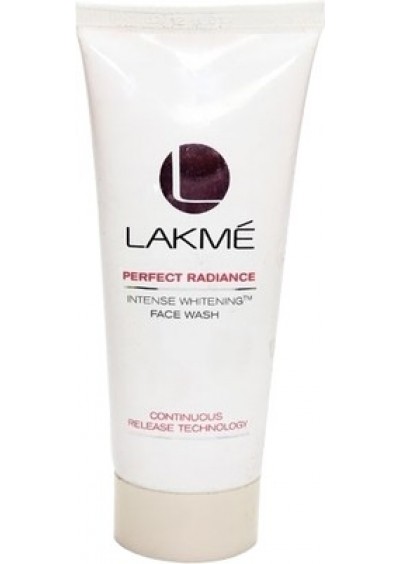 L
LAKMÉ
PERFECT RADIANCE
INTENSE WHITENING™
FACE WASH
CONTINUOUS
RELEASE TECHNOLOGY